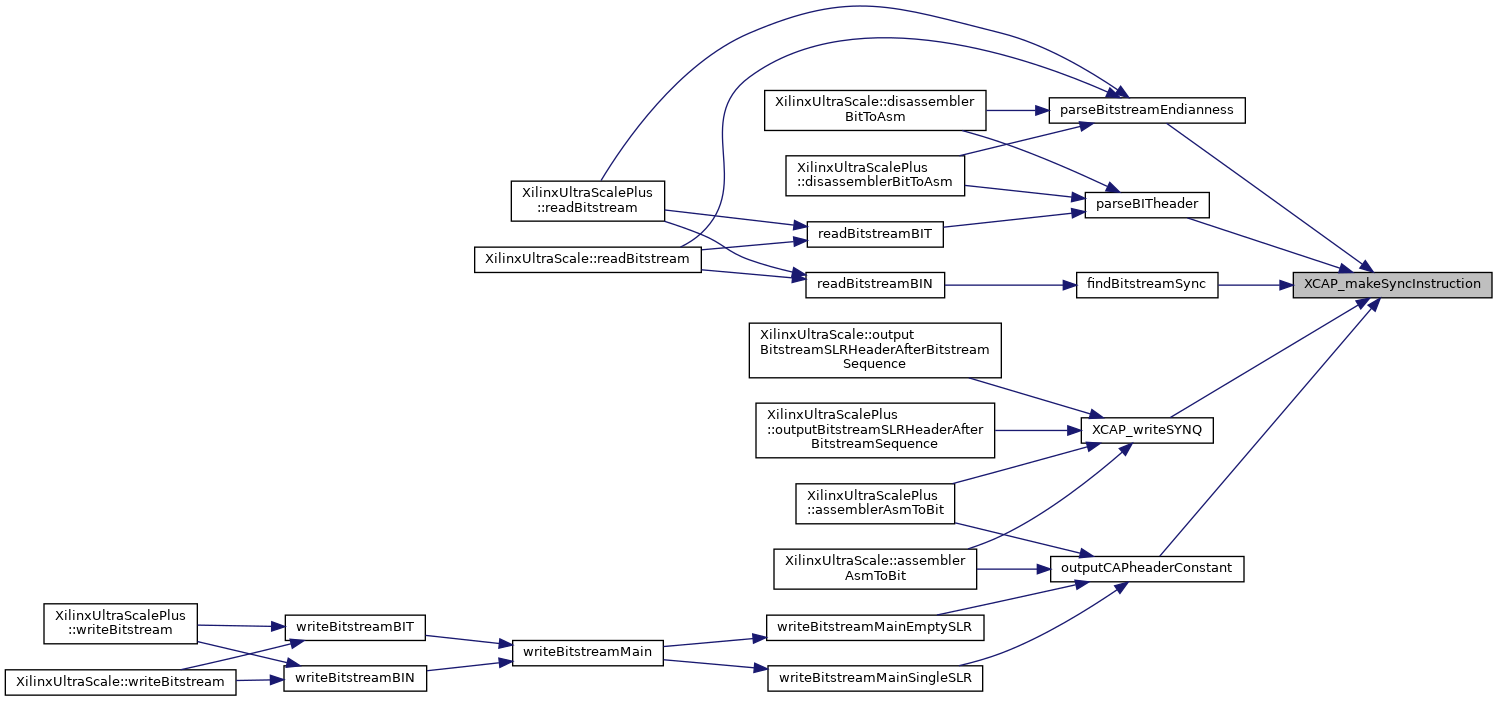 XilinxUltraScale::disassembler
BitToAsm
parseBitstreamEndianness
XilinxUltraScalePlus
::disassemblerBitToAsm
XilinxUltraScalePlus
::readBitstream
parseBITheader
readBitstreamBIT
XilinxUltraScale::readBitstream
readBitstreamBIN
findBitstreamSync
XCAP_makeSyncInstruction
XilinxUltraScale::output
BitstreamSLRHeaderAfterBitstream
Sequence
XilinxUltraScalePlus
::outputBitstreamSLRHeaderAfter
BitstreamSequence
XCAP_writeSYNQ
XilinxUltraScalePlus
::assemblerAsmToBit
XilinxUltraScale::assembler
AsmToBit
outputCAPheaderConstant
XilinxUltraScalePlus
::writeBitstream
writeBitstreamBIT
writeBitstreamMainEmptySLR
writeBitstreamMain
XilinxUltraScale::writeBitstream
writeBitstreamBIN
writeBitstreamMainSingleSLR